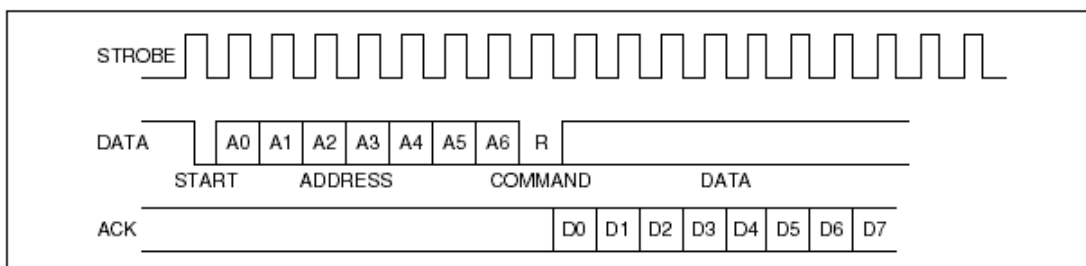 STROBE
DATA A0 A1 A2 A3 A4 A5 A6 R
START ADDRESS COMMAND DATA
ACK D0 D1 D2 D3 D4 D5 D6 D7